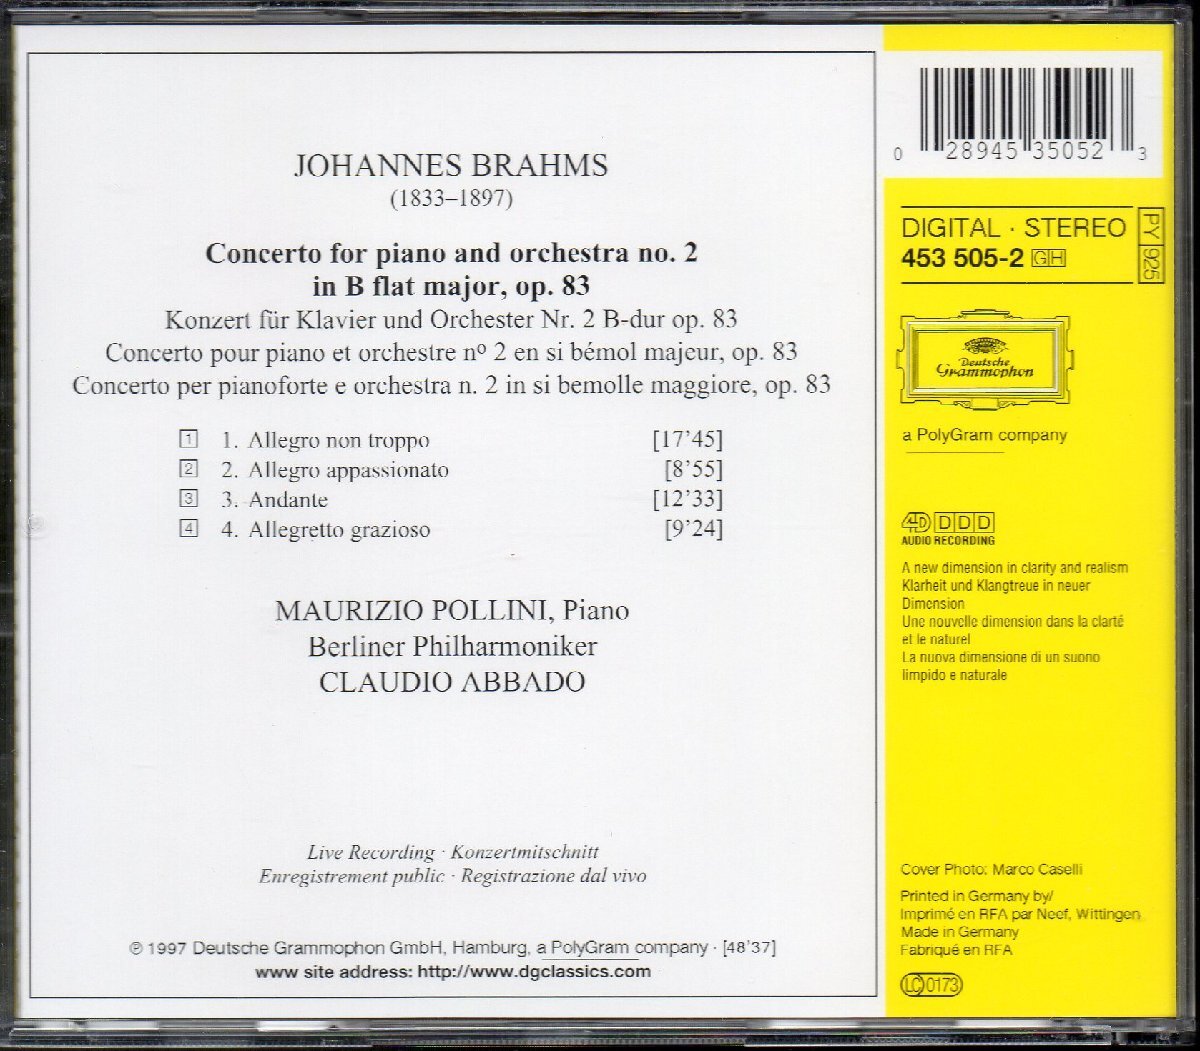 JOHANNES BRAHMS
(1833–1897)
Concerto for piano and orchestra no. 2
in B flat major, op. 83
Konzert für Klavier und Orchester Nr. 2 B-dur op. 83
Concerto pour piano et orchestre nº 2 en si bémol majeur, op. 83
Concerto per pianoforte e orchestra n. 2 in si bemolle maggiore, op. 83
1 1. Allegro non troppo [17'45]
2 2. Allegro appassionato [8'55]
3 3. Andante [12'33]
4 4. Allegretto grazioso [9'24]
MAURIZIO POLLINI, Piano
Berliner Philharmoniker
CLAUDIO ABBADO
Live Recording · Konzertmitschnitt
Enregistrement public · Registrazione dal vivo
℗ 1997 Deutsche Grammophon GmbH, Hamburg, a PolyGram company · [48'37]
www site address: http://www.dgclassics.com
0 28945 35052 3
DIGITAL · STEREO
453 505-2 GH
PY 925
Deutsche
Grammophon
a PolyGram company
4D DDD
AUDIO RECORDING
A new dimension in clarity and realism
Klarheit und Klangtreue in neuer
Dimension
Une nouvelle dimension dans la clarté
et le naturel
La nuova dimensione di un suono
limpido e naturale
Cover Photo: Marco Caselli
Printed in Germany by/
Imprimé en RFA par Neef, Wittingen
Made in Germany
Fabriqué en RFA
LC 0173